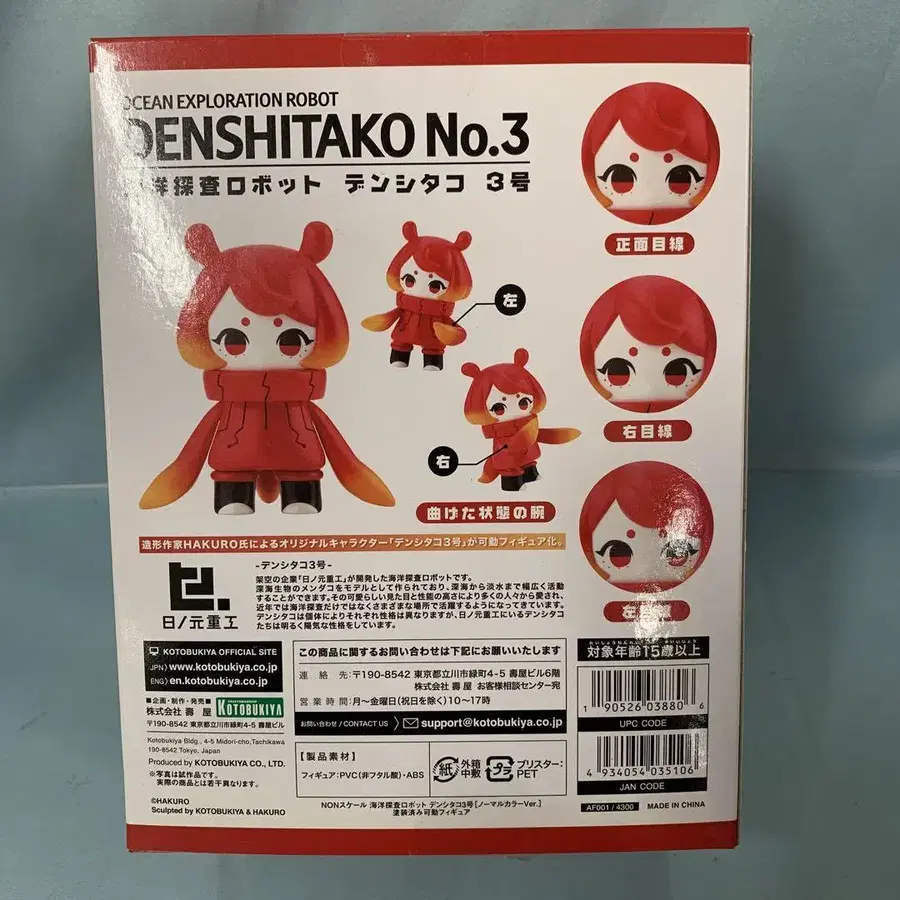 OCEAN EXPLORATION ROBOT
DENSHITAKO No.3
洋探査ロボット デンシタコ 3号
正面目線
左
右目線
右
曲げた状態の腕
造形作家HAKURO氏によるオリジナルキャラクター「デンシタコ3号」が可動フィギュア化。
-デンシタコ3号-
架空の企業「日ノ元重工」が開発した海洋探査ロボットです。
深海生物のメンダコをモデルとして作られており、深海から淡水まで幅広く活動
することができます。その可愛らしい見た目と性能の高さにより多くの人々から愛され、
近年では海洋探査だけではなくさまざまな場所で活躍するようになってきています。
デンシタコは個体によりそれぞれ性格は異なりますが、日ノ元重工にいるデンシタコ
たちは明るく陽気な性格をしています。
日ノ元重工
左目線
たいしょうねんれい さいいじょう
対象年齢15歳以上
KOTOBUKIYA OFFICIAL SITE
JPN) www.kotobukiya.co.jp
ENG) en.kotobukiya.co.jp
■企画・制作・発売■
株式会社 壽 屋
KOTOBUKIYA
〒190-8542 東京都立川市緑町4-5 壽屋ビル
Kotobukiya Bldg., 4-5 Midori-cho,Tachikawa
190-8542 Tokyo, Japan
Produced by KOTOBUKIYA CO., LTD.
※写真は試作品です。
実際の商品とは若干異なります。
©HAKURO
Sculpted by KOTOBUKIYA & HAKURO
この商品に関するお問い合わせは下記にお願いします
連 絡 先:〒190-8542 東京都立川市緑町4-5 壽屋ビル6階
株式会社 壽 屋 お客様相談センター宛
営業時間:月~金曜日(祝日を除く)10~17時
お問い合わせ / CONTACT US
support@kotobukiya.co.jp
【製品素材】
フィギュア:PVC(非フタル酸)・ABS
紙
外箱
中敷
プラ
ブリスター:
PET
NONスケール 海洋探査ロボット デンシタコ3号[ノーマルカラーVer.]
塗装済み可動フィギュア
1 90526 03880 6
UPC CODE
4 934054 035106
JAN CODE
AF001 / 4300
MADE IN CHINA